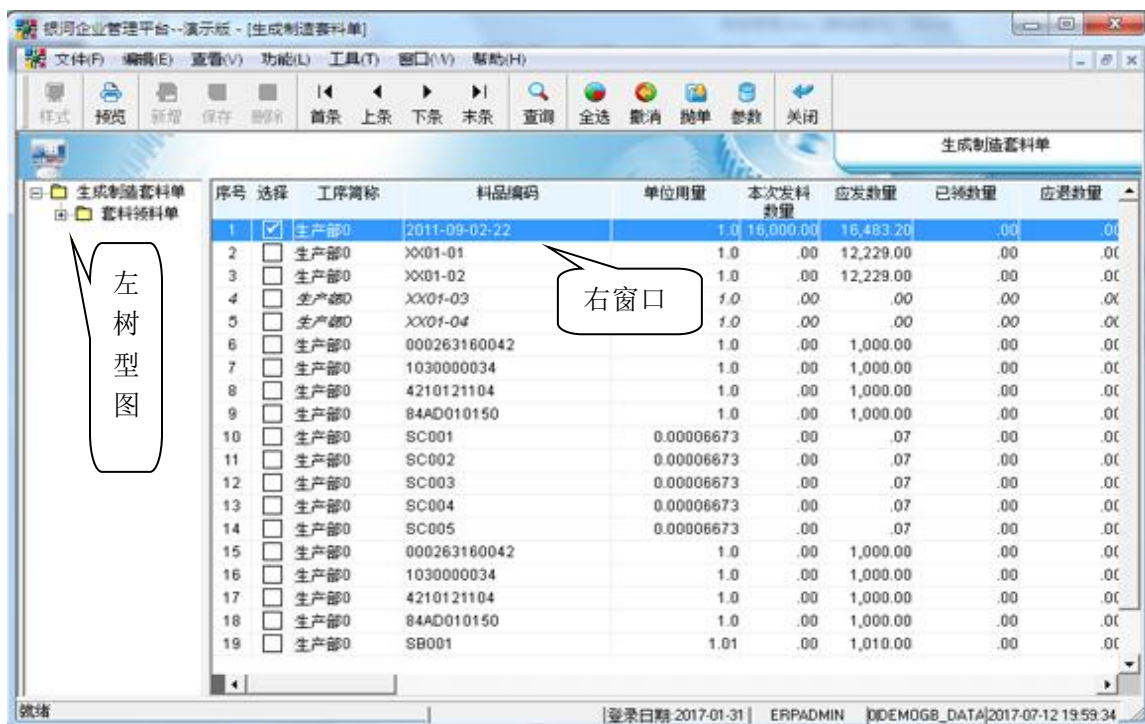 银河企业管理平台--演示版 - [生成制造套料单]
文件(F) 编辑(E) 查看(V) 功能(L) 工具(T) 窗口(W) 帮助(H)
样式 预览 新增 保存 删除 首条 上条 下条 末条 查询 全选 撤消 抛单 参数 关闭
生成制造套料单
生成制造套料单
套料领料单
左树型图
右窗口
序号 选择 工序简称 料品编码 单位用量 本次发料数量 应发数量 已领数量 应退数量
1 生产部0 2011-09-02-22 1.0 16,000.00 16,483.20 .00 .00
2 生产部0 XX01-01 1.0 .00 12,229.00 .00 .00
3 生产部0 XX01-02 1.0 .00 12,229.00 .00 .00
4 生产部0 XX01-03 1.0 .00 .00 .00 .00
5 生产部0 XX01-04 1.0 .00 .00 .00 .00
6 生产部0 000263160042 1.0 .00 1,000.00 .00 .00
7 生产部0 1030000034 1.0 .00 1,000.00 .00 .00
8 生产部0 4210121104 1.0 .00 1,000.00 .00 .00
9 生产部0 84AD010150 1.0 .00 1,000.00 .00 .00
10 生产部0 SC001 0.00006673 .00 .07 .00 .00
11 生产部0 SC002 0.00006673 .00 .07 .00 .00
12 生产部0 SC003 0.00006673 .00 .07 .00 .00
13 生产部0 SC004 0.00006673 .00 .07 .00 .00
14 生产部0 SC005 0.00006673 .00 .07 .00 .00
15 生产部0 000263160042 1.0 .00 1,000.00 .00 .00
16 生产部0 1030000034 1.0 .00 1,000.00 .00 .00
17 生产部0 4210121104 1.0 .00 1,000.00 .00 .00
18 生产部0 84AD010150 1.0 .00 1,000.00 .00 .00
19 生产部0 SB001 1.01 .00 1,010.00 .00 .00
就绪 登录日期:2017-01-31 ERPADMIN DEMOGB_DATA 2017-07-12 19:59:34